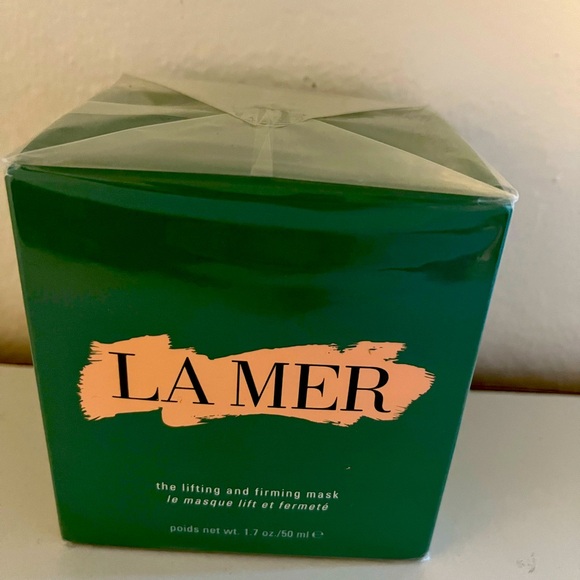 LA MER
the lifting and firming mask
le masque lift et fermeté
poids net wt. 1.7 oz./50 ml ℮